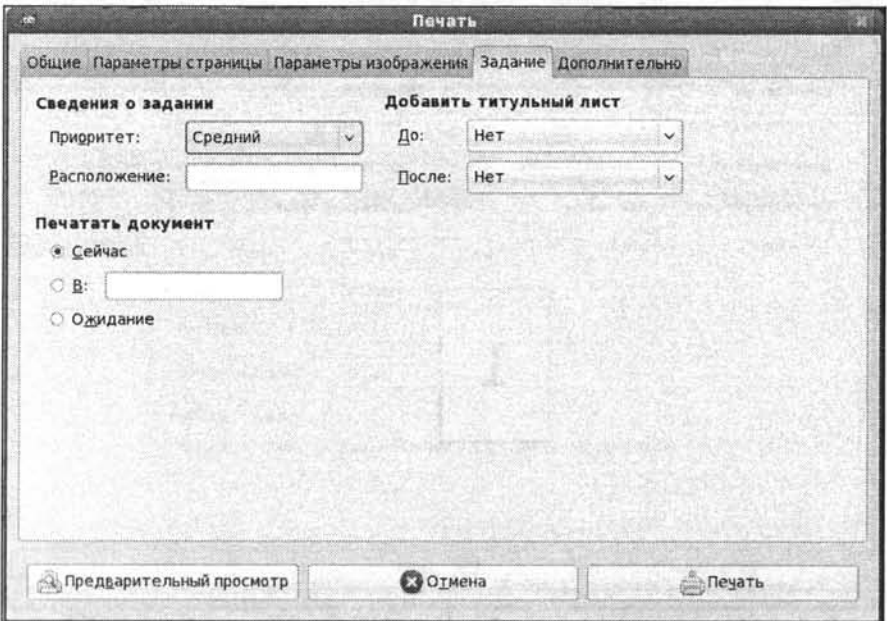 Печать
Общие Параметры страницы Параметры изображения Задание Дополнительно
Сведения о задании
Приоритет: Средний
Расположение:
Добавить титульный лист
До: Нет
После: Нет
Печатать документ
Сейчас
В:
Ожидание
Предварительный просмотр Отмена Печать